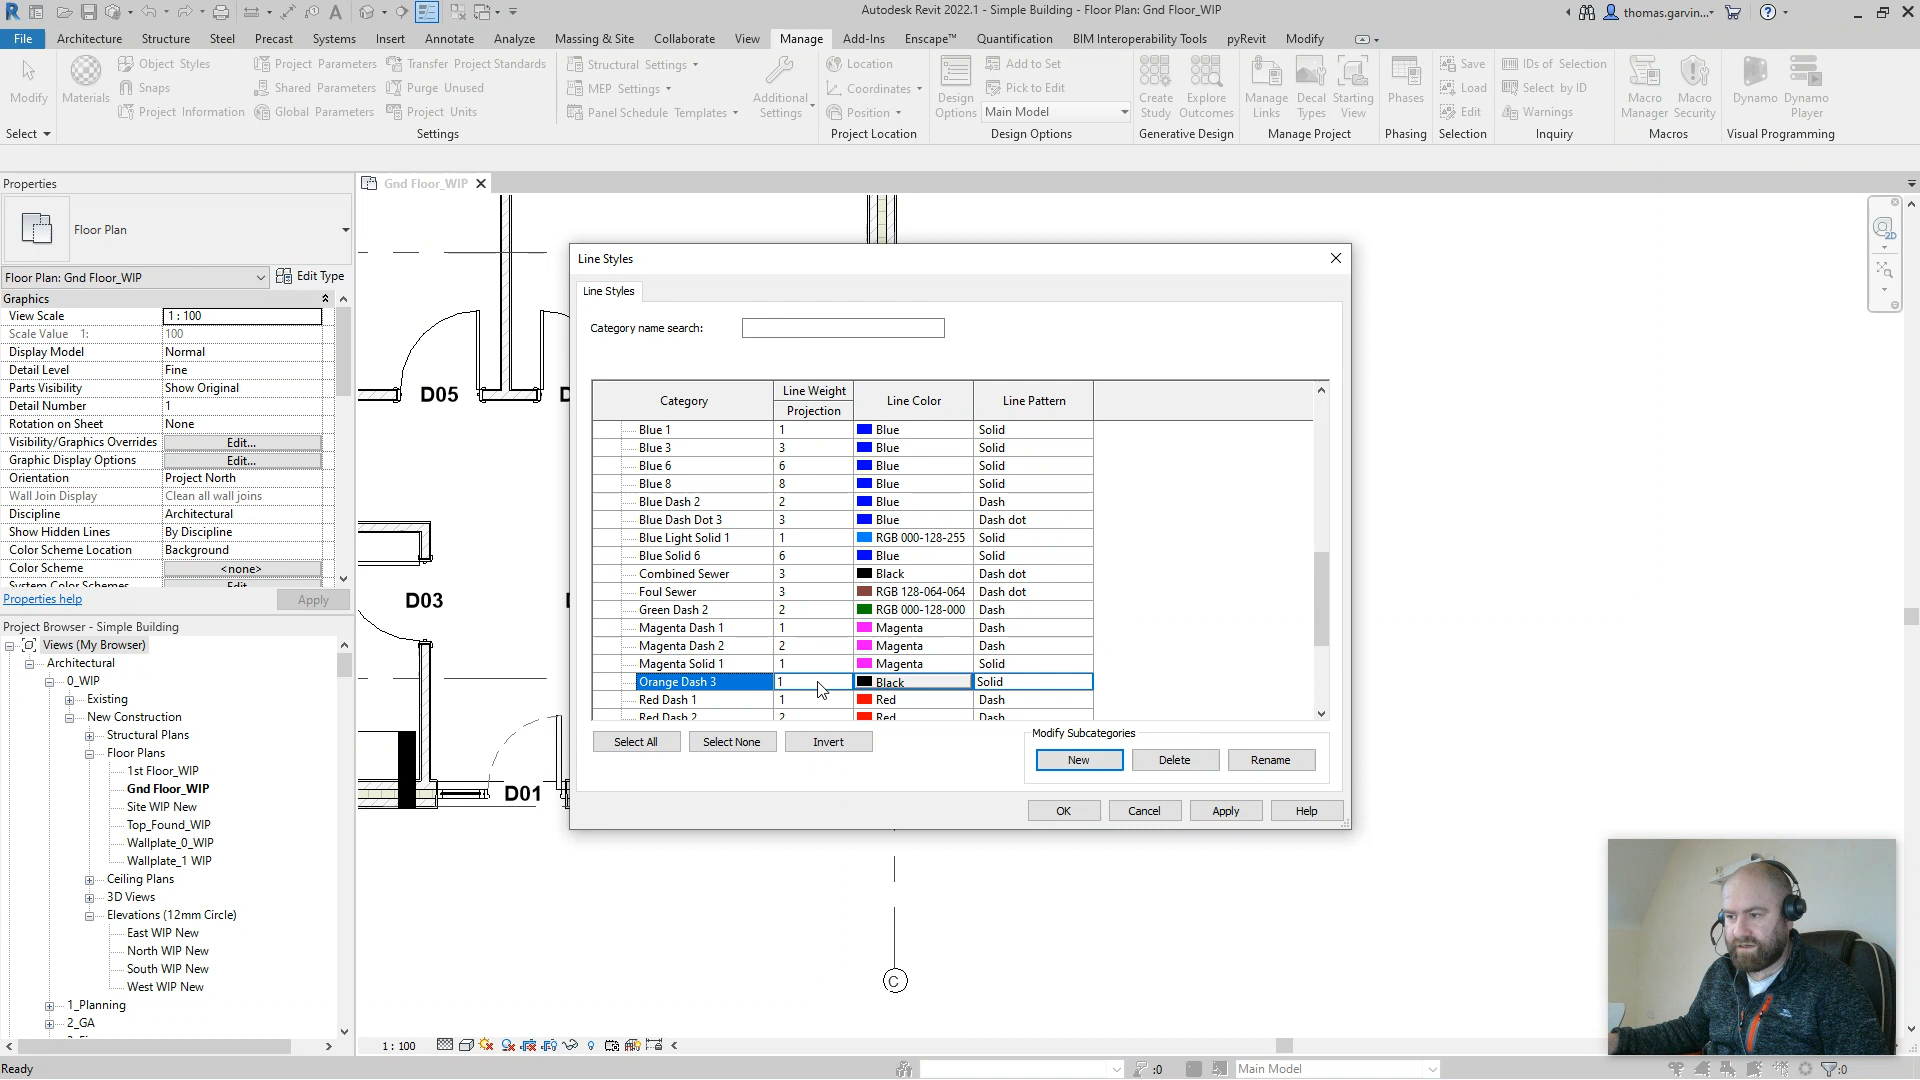 Autodesk Revit 2022.1 - Simple Building - Floor Plan: Gnd Floor_WIP
thomas.garvin...
File Architecture Structure Steel Precast Systems Insert Annotate Analyze Massing & Site Collaborate View Manage Add-Ins Enscape™ Quantification BIM Interoperability Tools pyRevit Modify
Modify
Materials
Object Styles
Snaps
Project Information
Project Parameters
Shared Parameters
Global Parameters
Transfer Project Standards
Purge Unused
Project Units
Structural Settings
MEP Settings
Panel Schedule Templates
Additional Settings
Location
Coordinates
Position
Design Options
Add to Set
Pick to Edit
Main Model
Create Study
Explore Outcomes
Manage Links
Decal Types
Starting View
Phases
Save
Load
Edit
IDs of Selection
Select by ID
Warnings
Macro Manager
Macro Security
Dynamo
Dynamo Player
Select Settings Project Location Design Options Generative Design Manage Project Phasing Selection Inquiry Macros Visual Programming
Properties
Floor Plan
Floor Plan: Gnd Floor_WIP Edit Type
Graphics
View Scale 1 : 100
Scale Value 1: 100
Display Model Normal
Detail Level Fine
Parts Visibility Show Original
Detail Number 1
Rotation on Sheet None
Visibility/Graphics Overrides Edit...
Graphic Display Options Edit...
Orientation Project North
Wall Join Display Clean all wall joins
Discipline Architectural
Show Hidden Lines By Discipline
Color Scheme Location Background
Color Scheme <none>
System Color Schemes Edit...
Properties help Apply
Project Browser - Simple Building
Views (My Browser)
Architectural
0_WIP
Existing
New Construction
Structural Plans
Floor Plans
1st Floor_WIP
Gnd Floor_WIP
Site WIP New
Top_Found_WIP
Wallplate_0_WIP
Wallplate_1 WIP
Ceiling Plans
3D Views
Elevations (12mm Circle)
East WIP New
North WIP New
South WIP New
West WIP New
1_Planning
2_GA
Gnd Floor_WIP
D05
D03
D01
C
2D
Line Styles
Line Styles
Category name search:
Category Line Weight Projection Line Color Line Pattern
Blue 1 1 Blue Solid
Blue 3 3 Blue Solid
Blue 6 6 Blue Solid
Blue 8 8 Blue Solid
Blue Dash 2 2 Blue Dash
Blue Dash Dot 3 3 Blue Dash dot
Blue Light Solid 1 1 RGB 000-128-255 Solid
Blue Solid 6 6 Blue Solid
Combined Sewer 3 Black Dash dot
Foul Sewer 3 RGB 128-064-064 Dash dot
Green Dash 2 2 RGB 000-128-000 Dash
Magenta Dash 1 1 Magenta Dash
Magenta Dash 2 2 Magenta Dash
Magenta Solid 1 1 Magenta Solid
Orange Dash 3 1 Black Solid
Red Dash 1 1 Red Dash
Red Dash 2 2 Red Dash
Select All Select None Invert
Modify Subcategories
New Delete Rename
OK Cancel Apply Help
1 : 100
Ready
:0
Main Model
:0